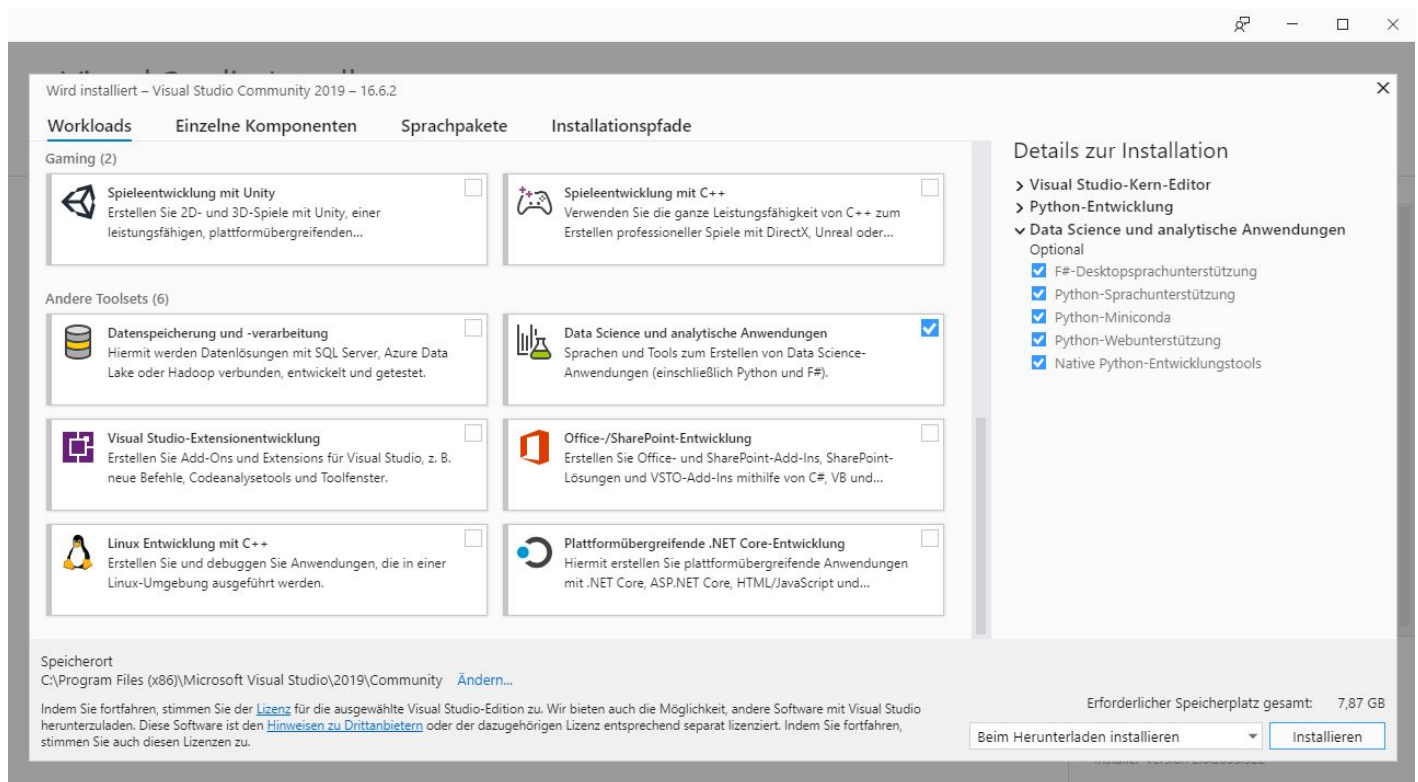 Wird installiert – Visual Studio Community 2019 – 16.6.2
Workloads Einzelne Komponenten Sprachpakete Installationspfade
Gaming (2)
Spieleentwicklung mit Unity
Erstellen Sie 2D- und 3D-Spiele mit Unity, einer
leistungsfähigen, plattformübergreifenden...
Spieleentwicklung mit C++
Verwenden Sie die ganze Leistungsfähigkeit von C++ zum
Erstellen professioneller Spiele mit DirectX, Unreal oder...
Andere Toolsets (6)
Datenspeicherung und -verarbeitung
Hiermit werden Datenlösungen mit SQL Server, Azure Data
Lake oder Hadoop verbunden, entwickelt und getestet.
Data Science und analytische Anwendungen
Sprachen und Tools zum Erstellen von Data Science-
Anwendungen (einschließlich Python und F#).
Visual Studio-Extensionentwicklung
Erstellen Sie Add-Ons und Extensions für Visual Studio, z. B.
neue Befehle, Codeanalysetools und Toolfenster.
Office-/SharePoint-Entwicklung
Erstellen Sie Office- und SharePoint-Add-Ins, SharePoint-
Lösungen und VSTO-Add-Ins mithilfe von C#, VB und...
Linux Entwicklung mit C++
Erstellen Sie und debuggen Sie Anwendungen, die in einer
Linux-Umgebung ausgeführt werden.
Plattformübergreifende .NET Core-Entwicklung
Hiermit erstellen Sie plattformübergreifende Anwendungen
mit .NET Core, ASP.NET Core, HTML/JavaScript und...
Details zur Installation
Visual Studio-Kern-Editor
Python-Entwicklung
Data Science und analytische Anwendungen
Optional
F#-Desktopsprachunterstützung
Python-Sprachunterstützung
Python-Miniconda
Python-Webunterstützung
Native Python-Entwicklungstools
Speicherort
C:\Program Files (x86)\Microsoft Visual Studio\2019\Community Ändern...
Indem Sie fortfahren, stimmen Sie der Lizenz für die ausgewählte Visual Studio-Edition zu. Wir bieten auch die Möglichkeit, andere Software mit Visual Studio
herunterzuladen. Diese Software ist den Hinweisen zu Drittanbietern oder der dazugehörigen Lizenz entsprechend separat lizenziert. Indem Sie fortfahren,
stimmen Sie auch diesen Lizenzen zu.
Erforderlicher Speicherplatz gesamt: 7,87 GB
Beim Herunterladen installieren Installieren